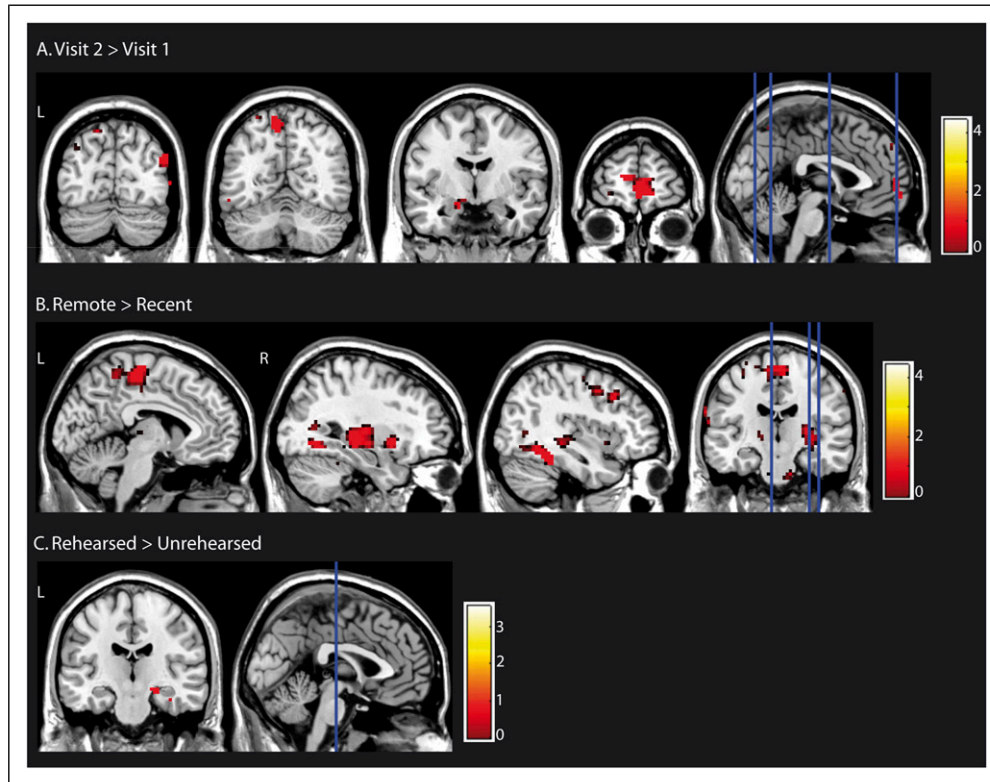 A. Visit 2 > Visit 1
L
4
2
0
B. Remote > Recent
L
R
4
2
0
C. Rehearsed > Unrehearsed
L
3
2
1
0